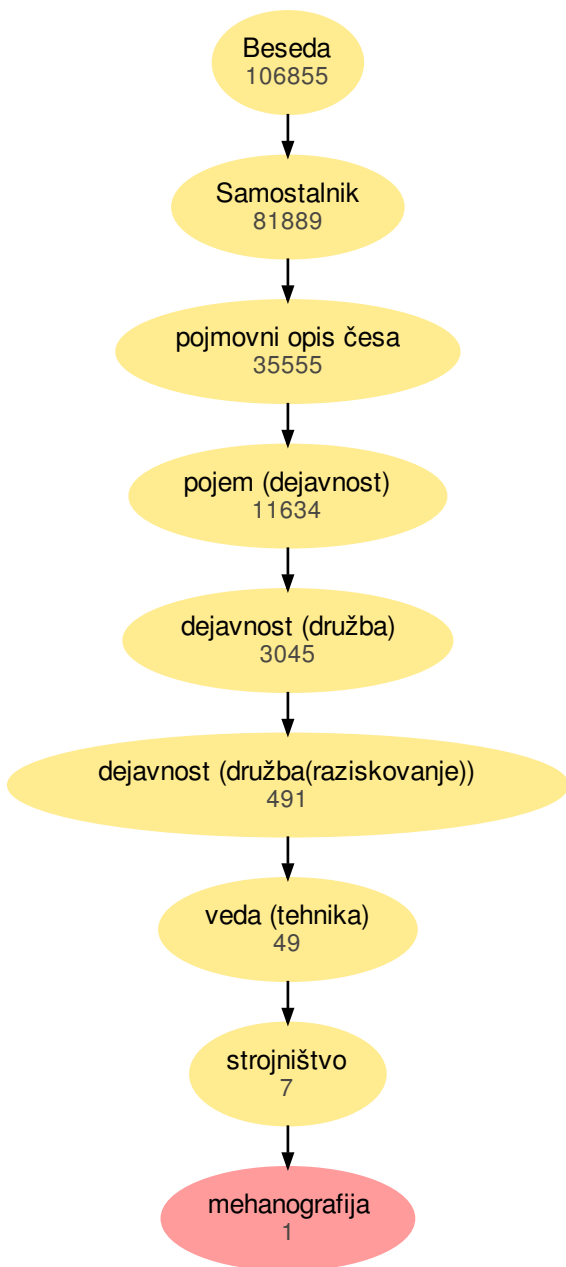 Beseda
106855
Samostalnik
81889
pojmovni opis česa
35555
pojem (dejavnost)
11634
dejavnost (družba)
3045
dejavnost (družba(raziskovanje))
491
veda (tehnika)
49
strojništvo
7
mehanografija
1